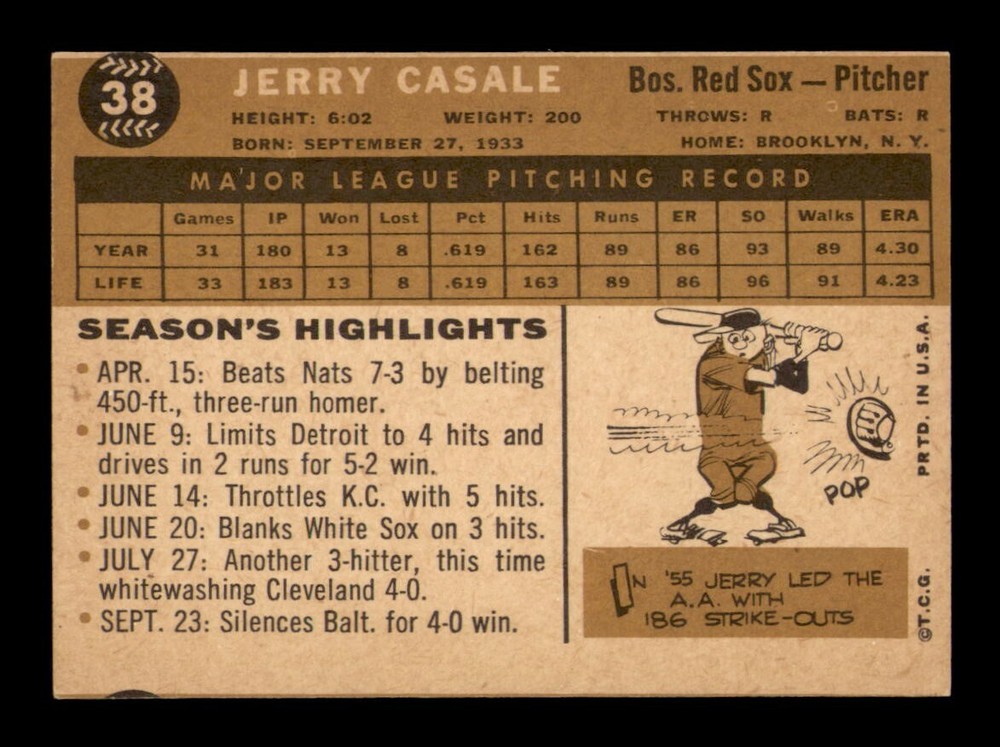 38
JERRY CASALE
Bos. Red Sox — Pitcher
HEIGHT: 6:02 WEIGHT: 200 THROWS: R BATS: R
BORN: SEPTEMBER 27, 1933 HOME: BROOKLYN, N. Y.
MAJOR LEAGUE PITCHING RECORD
Games IP Won Lost Pct Hits Runs ER SO Walks ERA
YEAR 31 180 13 8 .619 162 89 86 93 89 4.30
LIFE 33 183 13 8 .619 163 89 86 96 91 4.23
SEASON'S HIGHLIGHTS
• APR. 15: Beats Nats 7-3 by belting
450-ft., three-run homer.
• JUNE 9: Limits Detroit to 4 hits and
drives in 2 runs for 5-2 win.
• JUNE 14: Throttles K.C. with 5 hits.
• JUNE 20: Blanks White Sox on 3 hits.
• JULY 27: Another 3-hitter, this time
whitewashing Cleveland 4-0.
• SEPT. 23: Silences Balt. for 4-0 win.
POP
IN '55 JERRY LED THE
A.A. WITH
186 STRIKE-OUTS
©T.C.G. PRTD. IN U.S.A.